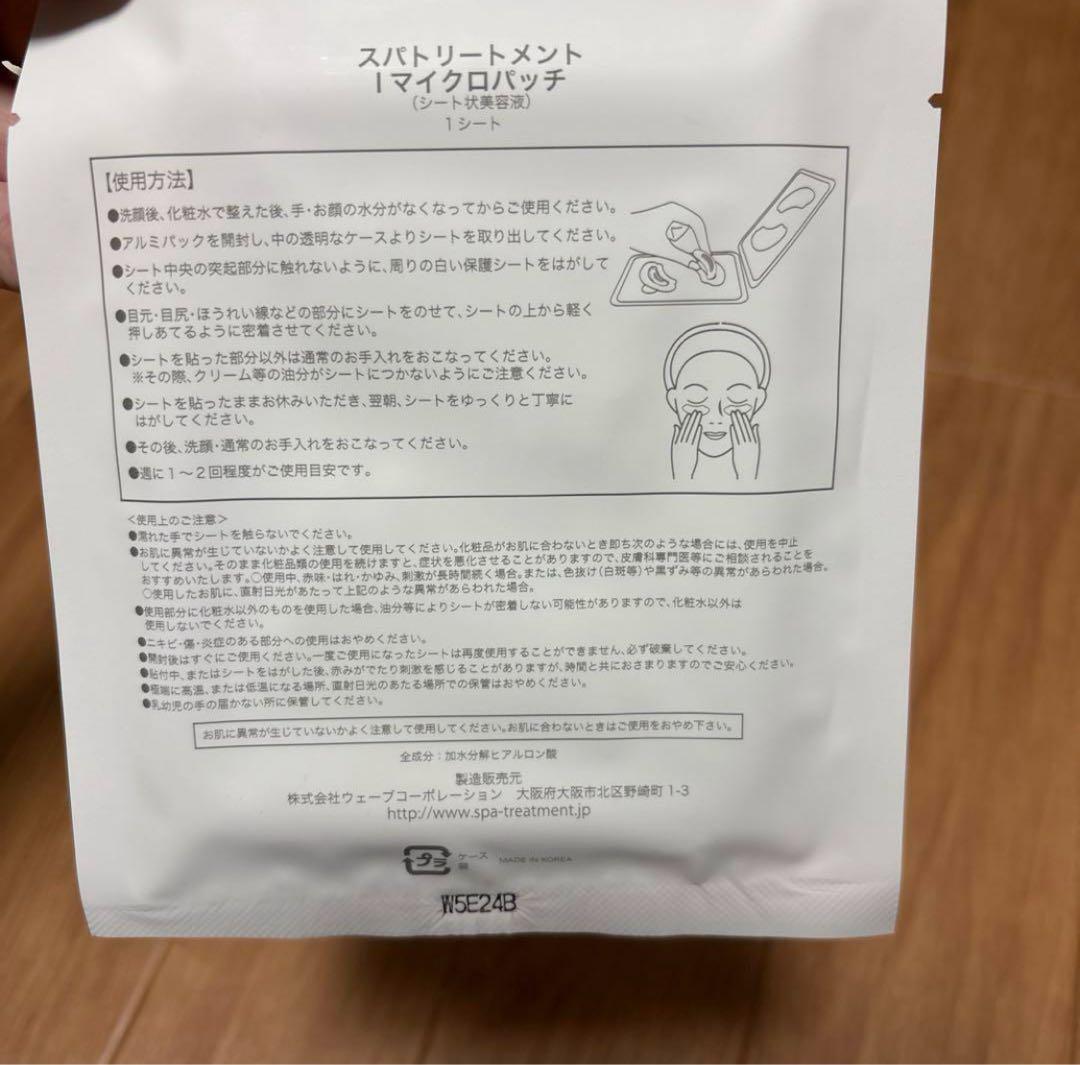 スパトリートメント
Iマイクロパッチ
(シート状美容液)
1シート
【使用方法】
●洗顔後、化粧水で整えた後、手・お顔の水分がなくなってからご使用ください。
●アルミパックを開封し、中の透明なケースよりシートを取り出してください。
●シート中央の突起部分に触れないように、周りの白い保護シートをはがして
ください。
●目元・目尻・ほうれい線などの部分にシートをのせて、シートの上から軽く
押しあてるように密着させてください。
●シートを貼った部分以外は通常のお手入れをおこなってください。
※その際、クリーム等の油分がシートにつかないようにご注意ください。
●シートを貼ったままお休みいただき、翌朝、シートをゆっくりと丁寧に
はがしてください。
●その後、洗顔・通常のお手入れをおこなってください。
●週に1~2回程度がご使用目安です。
<使用上のご注意>
●濡れた手でシートを触らないでください。
●お肌に異常が生じていないかよく注意して使用してください。化粧品がお肌に合わないとき即ち次のような場合には、使用を中止
してください。そのまま化粧品類の使用を続けますと、症状を悪化させることがありますので、皮膚科専門医等にご相談されることを
おすすめいたします。○使用中、赤味・はれ・かゆみ、刺激が長時間続く場合。または、色抜け(白斑等)や黒ずみ等の異常があらわれた場合。
○使用したお肌に、直射日光があたって上記のような異常があらわれた場合。
●使用部分に化粧水以外のものを使用した場合、油分等によりシートが密着しない可能性がありますので、化粧水以外は
使用しないでください。
●ニキビ・傷・炎症のある部分への使用はおやめください。
●開封後はすぐにご使用ください。一度ご使用になったシートは再度使用することができません、必ず破棄してください。
●貼付中、またはシートをはがした後、赤みがでたり刺激を感じることがありますが、時間と共におさまりますのでご安心ください。
●極端に高温、または低温になる場所、直射日光のあたる場所での保管はおやめください。
●乳幼児の手の届かない所に保管してください。
お肌に異常が生じていないかよく注意して使用してください。お肌に合わないときはご使用をおやめ下さい。
全成分:加水分解ヒアルロン酸
製造販売元
株式会社ウェーブコーポレーション 大阪府大阪市北区野崎町1-3
http://www.spa-treatment.jp
プラ ケース
袋 MADE IN KOREA
W5E24B